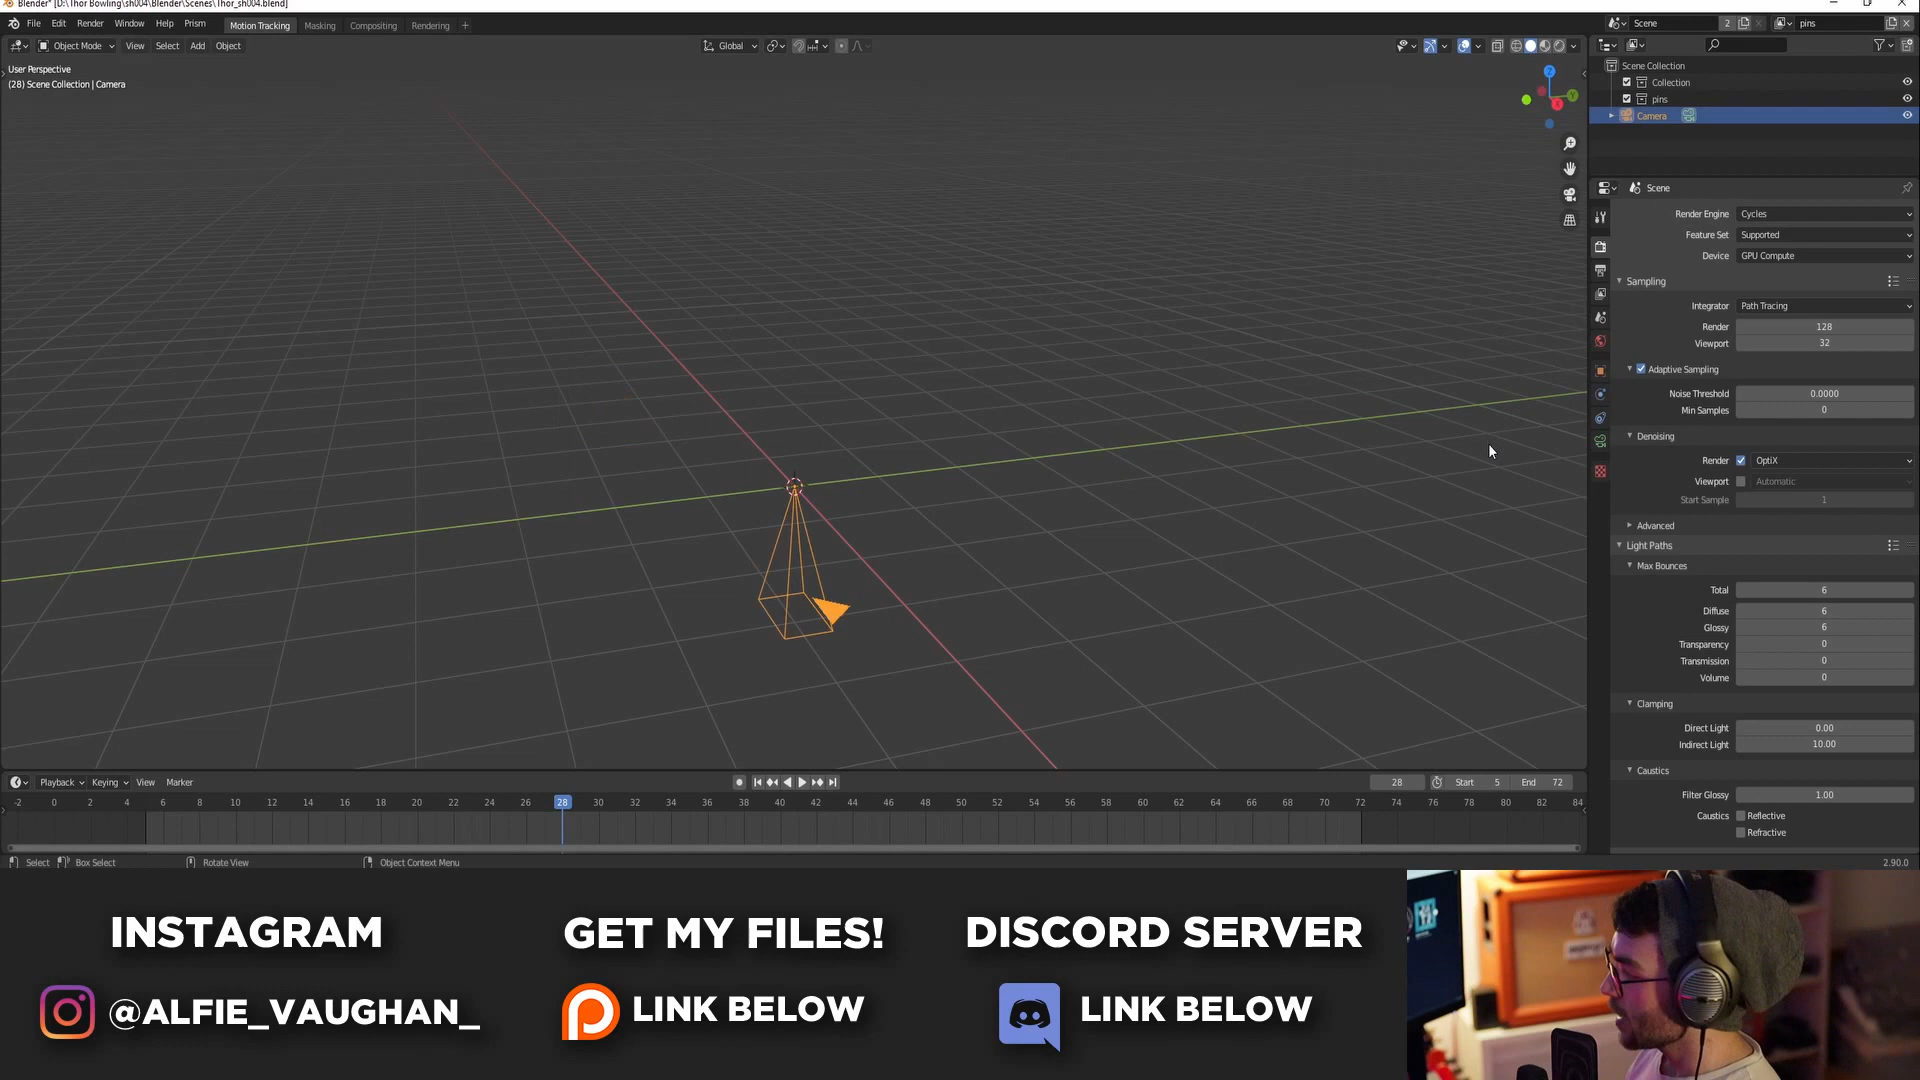 Blender* [D:\Thor Bowling\sh004\Blender\Scenes\Thor_sh004.blend]
File Edit Render Window Help Prism Motion Tracking Masking Compositing Rendering + Scene 2 pins
Object Mode View Select Add Object Global
User Perspective
(28) Scene Collection | Camera
Z
Y
X
Scene Collection
Collection
pins
Camera
Scene
Render Engine Cycles
Feature Set Supported
Device GPU Compute
Sampling
Integrator Path Tracing
Render 128
Viewport 32
Adaptive Sampling
Noise Threshold 0.0000
Min Samples 0
Denoising
Render OptiX
Viewport Automatic
Start Sample 1
Advanced
Light Paths
Max Bounces
Total 6
Diffuse 6
Glossy 6
Transparency 0
Transmission 0
Volume 0
Clamping
Direct Light 0.00
Indirect Light 10.00
Caustics
Filter Glossy 1.00
Caustics Reflective
Refractive
Playback Keying View Marker 28 Start 5 End 72
-2 0 2 4 6 8 10 12 14 16 18 20 22 24 26 28 30 32 34 36 38 40 42 44 46 48 50 52 54 56 58 60 62 64 66 68 70 72 74 76 78 80 82 84
Select Box Select Rotate View Object Context Menu 2.90.0
INSTAGRAM
@ALFIE_VAUGHAN_
GET MY FILES!
LINK BELOW
DISCORD SERVER
LINK BELOW